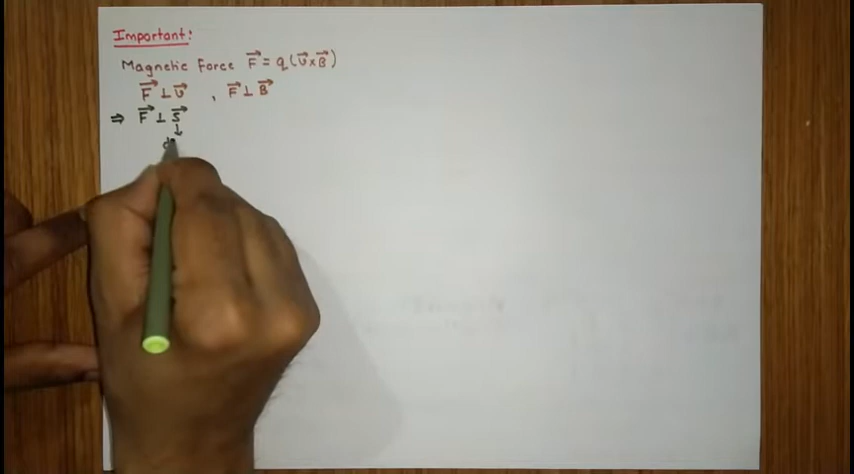 Important:
Magnetic Force F⃗ = q(v⃗ × B⃗)
F⃗ ⊥ v⃗ , F⃗ ⊥ B⃗
⇒ F⃗ ⊥ S⃗
↓